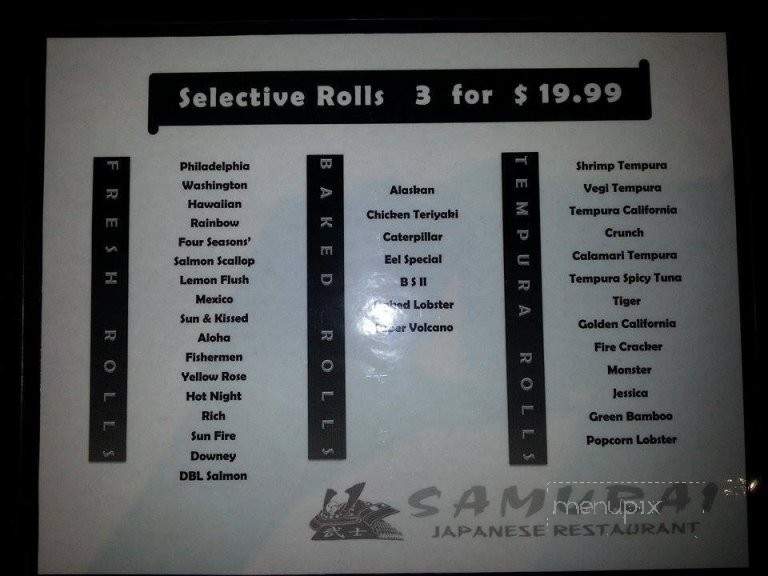 Selective Rolls 3 for $ 19.99
FRESH ROLLS
Philadelphia
Washington
Hawaiian
Rainbow
Four Seasons'
Salmon Scallop
Lemon Flush
Mexico
Sun & Kissed
Aloha
Fishermen
Yellow Rose
Hot Night
Rich
Sun Fire
Downey
DBL Salmon
BAKED ROLLS
Alaskan
Chicken Teriyaki
Caterpillar
Eel Special
B S II
Lobster
Volcano
TEMPURA ROLLS
Shrimp Tempura
Vegi Tempura
Tempura California
Crunch
Calamari Tempura
Tempura Spicy Tuna
Tiger
Golden California
Fire Cracker
Monster
Jessica
Green Bamboo
Popcorn Lobster
武士
SAMURAI
JAPANESE RESTAURANT
menupix